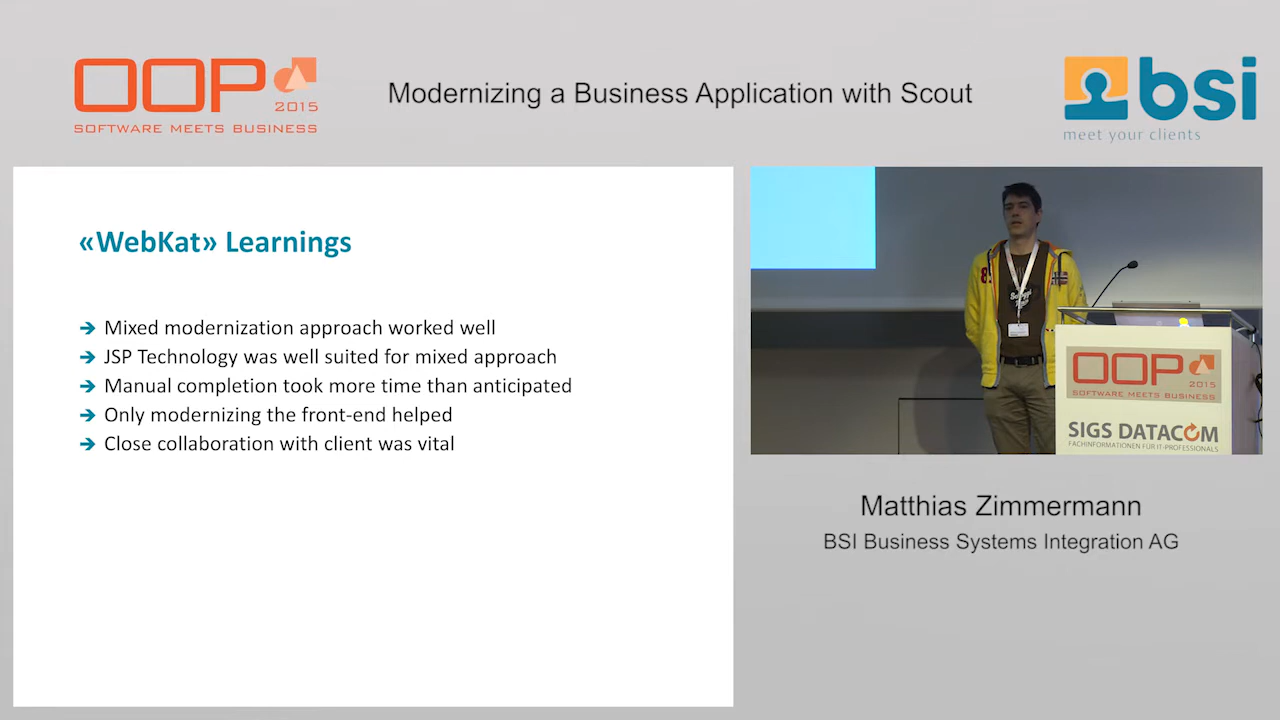 OOP
2015
SOFTWARE MEETS BUSINESS
Modernizing a Business Application with Scout
bsi
meet your clients
«WebKat» Learnings
➔ Mixed modernization approach worked well
➔ JSP Technology was well suited for mixed approach
➔ Manual completion took more time than anticipated
➔ Only modernizing the front-end helped
➔ Close collaboration with client was vital
OOP
2015
SOFTWARE MEETS BUSINESS
SIGS DATACOM
FACHINFORMATIONEN FÜR IT-PROFESSIONALS
Matthias Zimmermann
BSI Business Systems Integration AG